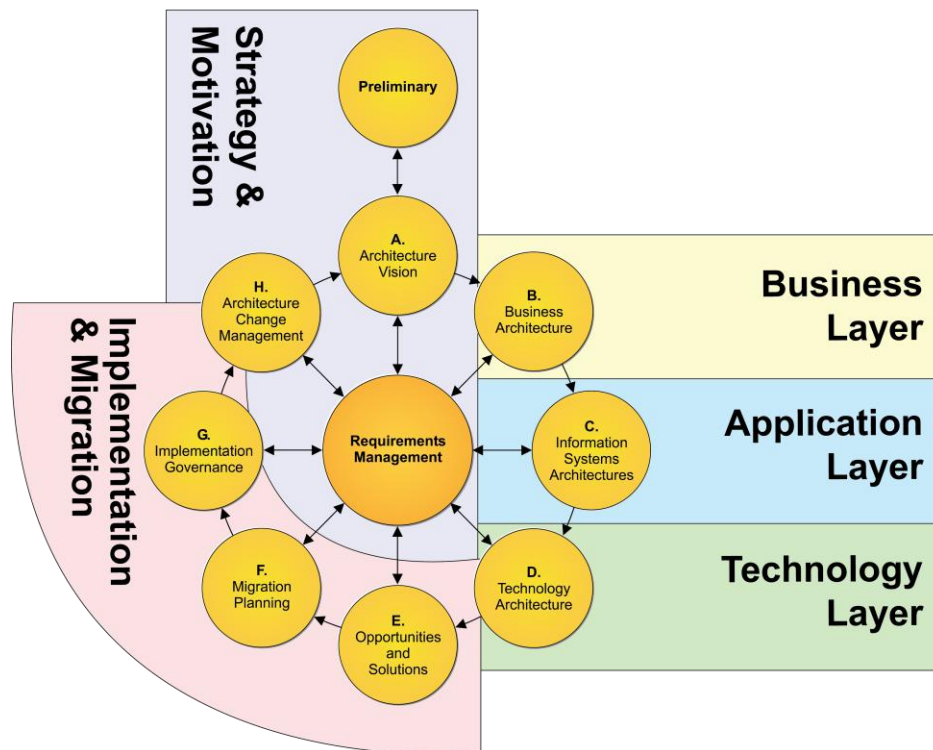 Strategy &
Motivation
Preliminary
A.
Architecture
Vision
H.
Architecture
Change
Management
B.
Business
Architecture
Business
Layer
Implementation
& Migration
G.
Implementation
Governance
Requirements
Management
C.
Information
Systems
Architectures
Application
Layer
F.
Migration
Planning
E.
Opportunities
and
Solutions
D.
Technology
Architecture
Technology
Layer